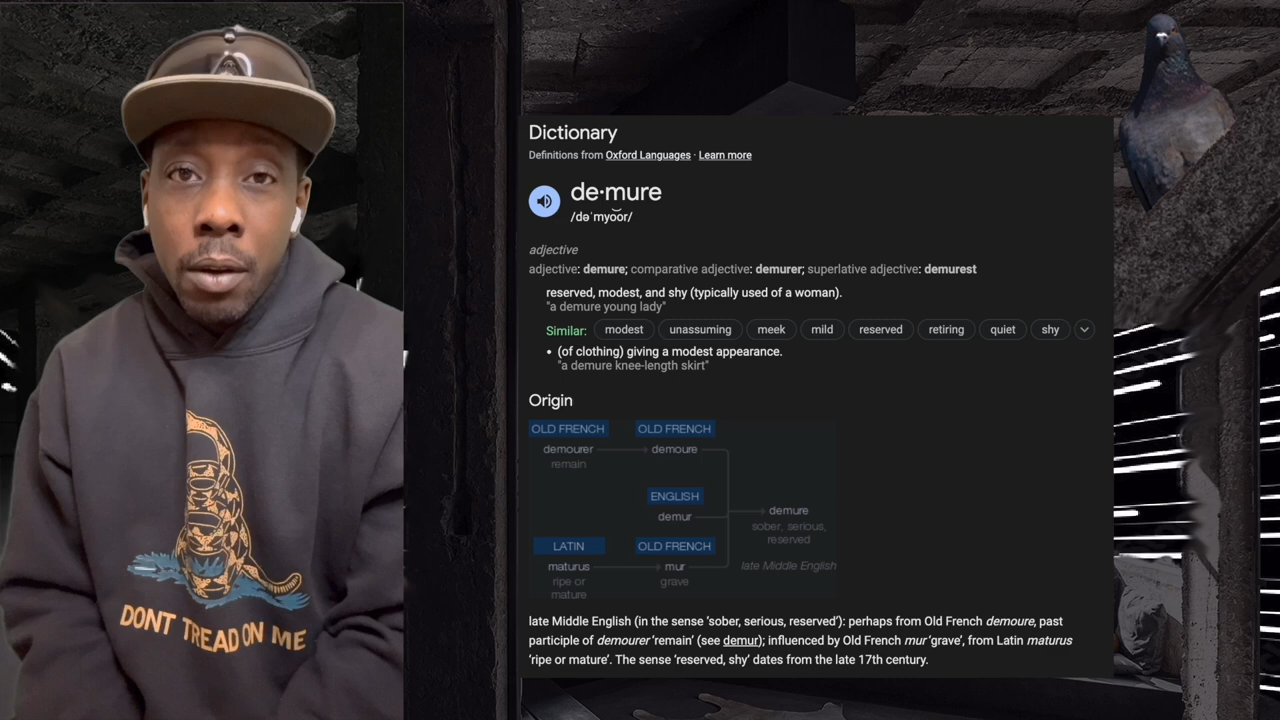 Dictionary
Definitions from Oxford Languages · Learn more
de·mure
/dəˈmyo͝or/
adjective
adjective: demure; comparative adjective: demurer; superlative adjective: demurest
reserved, modest, and shy (typically used of a woman).
"a demure young lady"
Similar: modest unassuming meek mild reserved retiring quiet shy
• (of clothing) giving a modest appearance.
"a demure knee-length skirt"
Origin
OLD FRENCH OLD FRENCH
demourer demoure
remain
ENGLISH
demur
demure
sober, serious,
reserved
LATIN OLD FRENCH
maturus mur
late Middle English
ripe or grave
mature
late Middle English (in the sense ‘sober, serious, reserved’): perhaps from Old French demoure, past
participle of demourer ‘remain’ (see demur); influenced by Old French mur ‘grave’, from Latin maturus
‘ripe or mature’. The sense ‘reserved, shy’ dates from the late 17th century.
DONT TREAD ON ME